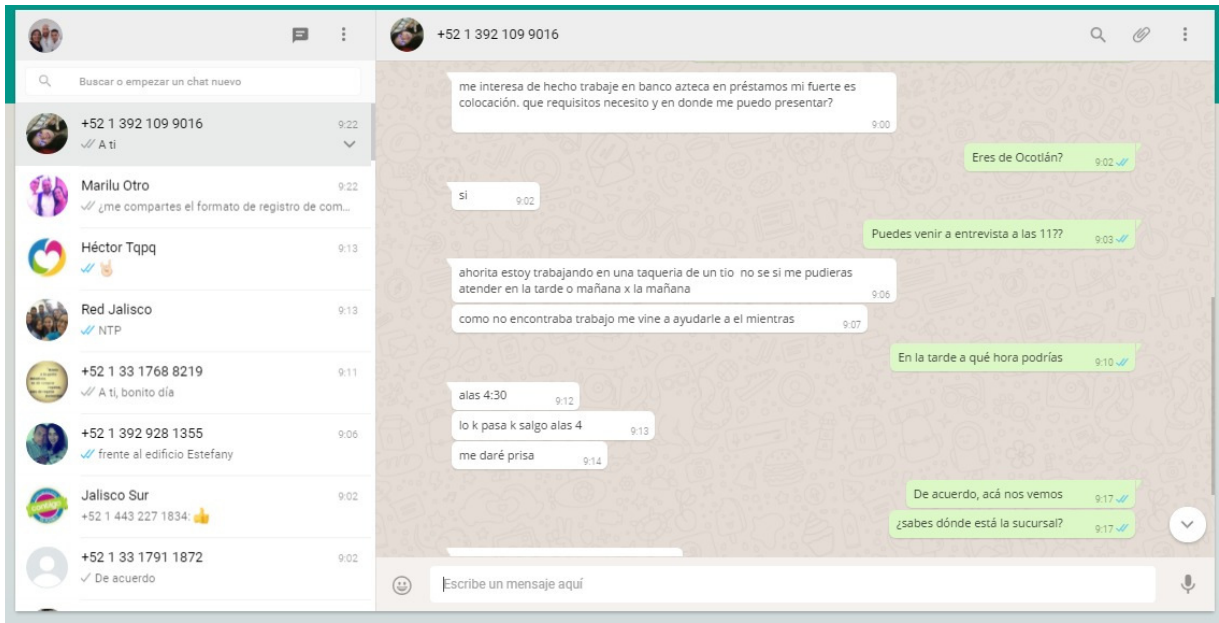 +52 1 392 109 9016
Buscar o empezar un chat nuevo
+52 1 392 109 9016
9:22
A ti
Marilu Otro
9:22
¿me compartes el formato de registro de com...
Héctor Tqpq
9:13
Red Jalisco
9:13
NTP
+52 1 33 1768 8219
9:11
A ti, bonito día
+52 1 392 928 1355
9:06
frente al edificio Estefany
Jalisco Sur
9:02
+52 1 443 227 1834:
+52 1 33 1791 1872
9:02
De acuerdo
me interesa de hecho trabaje en banco azteca en préstamos mi fuerte es
colocación. que requisitos necesito y en donde me puedo presentar?
9:00
Eres de Ocotlán?
9:02
si
9:02
Puedes venir a entrevista a las 11??
9:03
ahorita estoy trabajando en una taqueria de un tio no se si me pudieras
atender en la tarde o mañana x la mañana
9:06
como no encontraba trabajo me vine a ayudarle a el mientras
9:07
En la tarde a qué hora podrías
9:10
alas 4:30
9:12
lo k pasa k salgo alas 4
9:13
me daré prisa
9:14
De acuerdo, acá nos vemos
9:17
¿sabes dónde está la sucursal?
9:17
Escribe un mensaje aquí